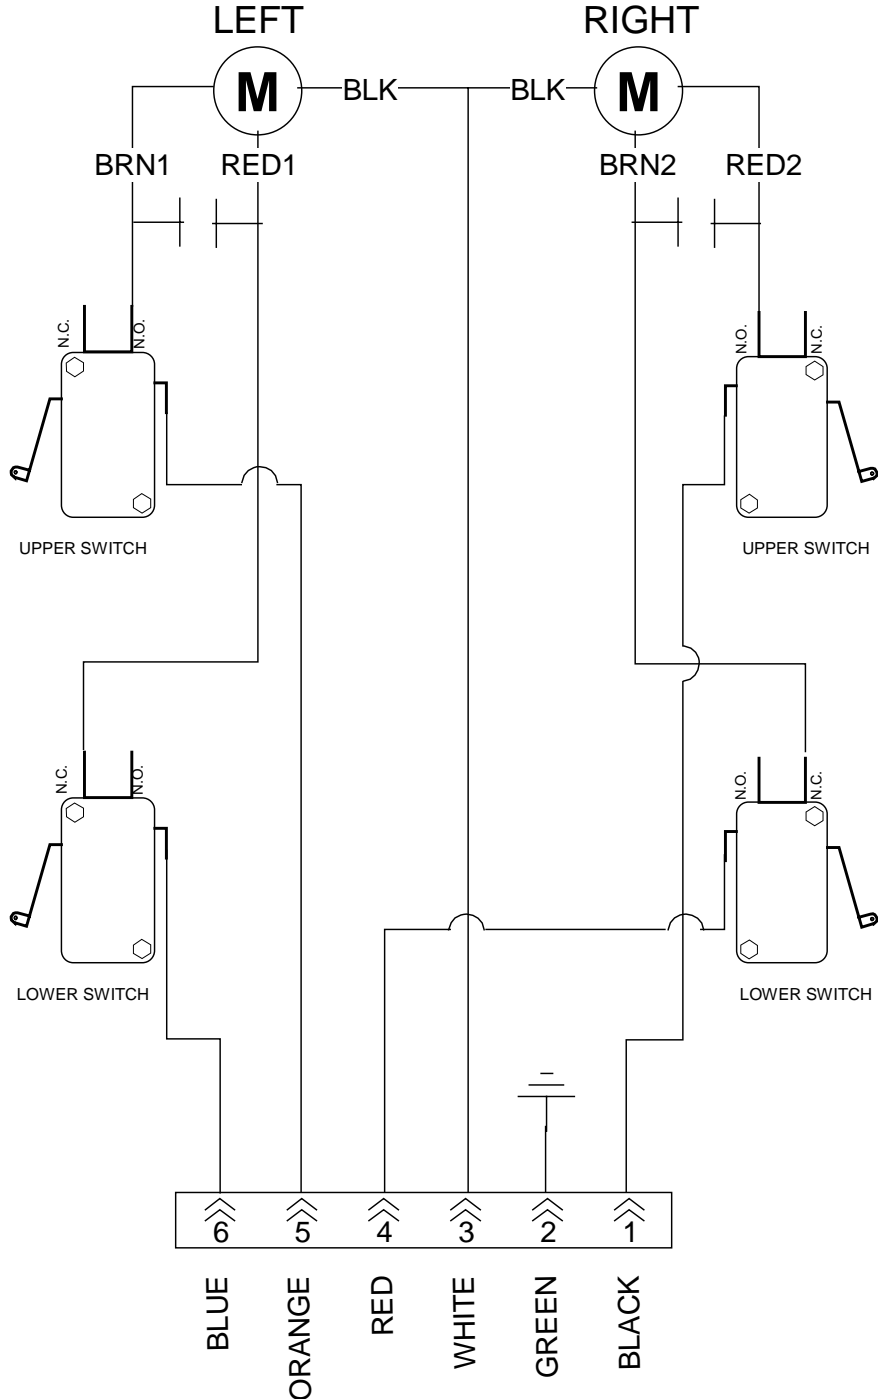 LEFT
RIGHT
M
BLK
BLK
M
BRN1
RED1
BRN2
RED2
N.C.
N.O.
N.O.
N.C.
UPPER SWITCH
UPPER SWITCH
N.C.
N.O.
N.O.
N.C.
LOWER SWITCH
LOWER SWITCH
6
5
4
3
2
1
BLUE
ORANGE
RED
WHITE
GREEN
BLACK